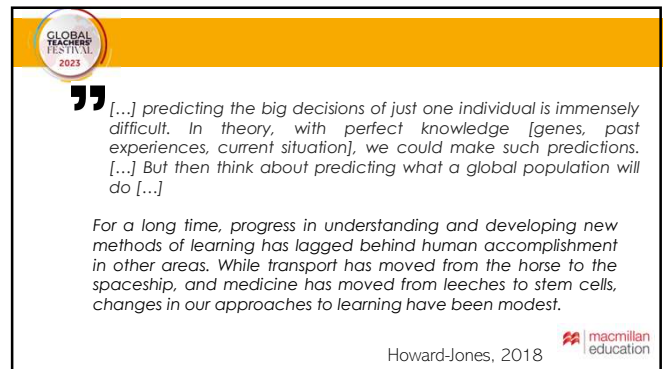 GLOBAL
TEACHERS'
FESTIVAL
2023
” […] predicting the big decisions of just one individual is immensely
difficult. In theory, with perfect knowledge [genes, past
experiences, current situation], we could make such predictions.
[…] But then think about predicting what a global population will
do […]
For a long time, progress in understanding and developing new
methods of learning has lagged behind human accomplishment
in other areas. While transport has moved from the horse to the
spaceship, and medicine has moved from leeches to stem cells,
changes in our approaches to learning have been modest.
Howard-Jones, 2018
macmillan
education